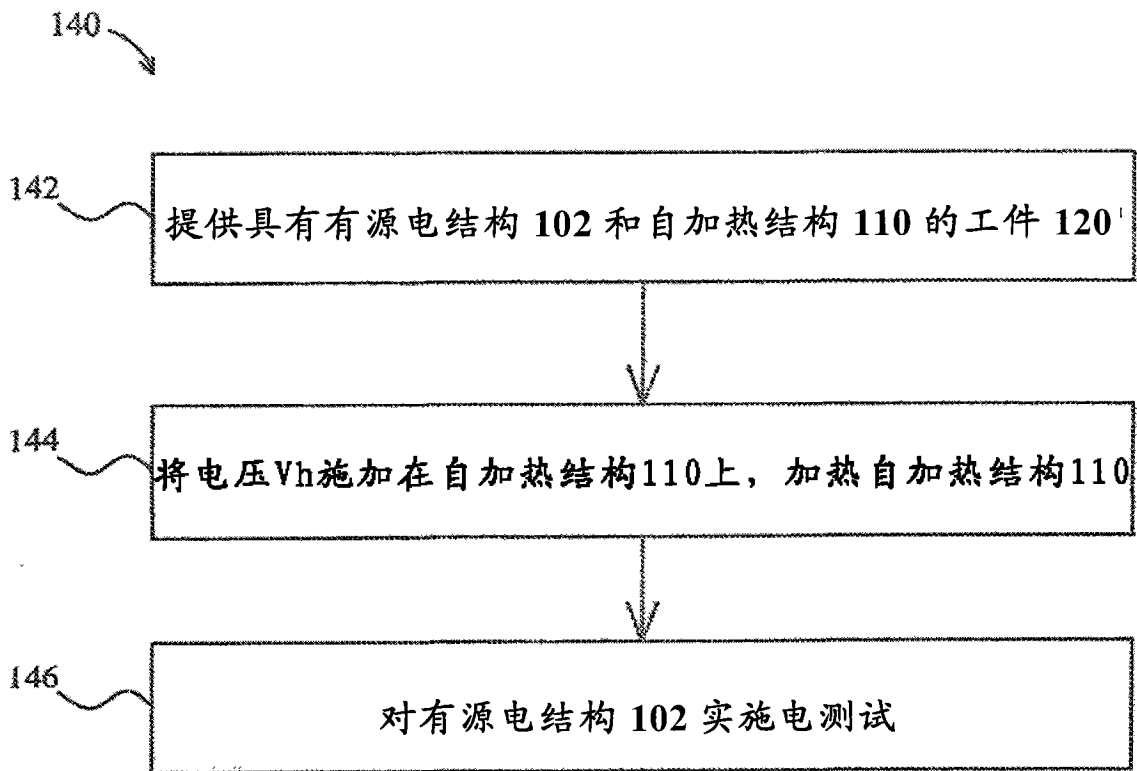 140
142
提供具有有源电结构 102 和自加热结构 110 的工件 120
144
将电压Vh施加在自加热结构110上，加热自加热结构110
146
对有源电结构 102 实施电测试